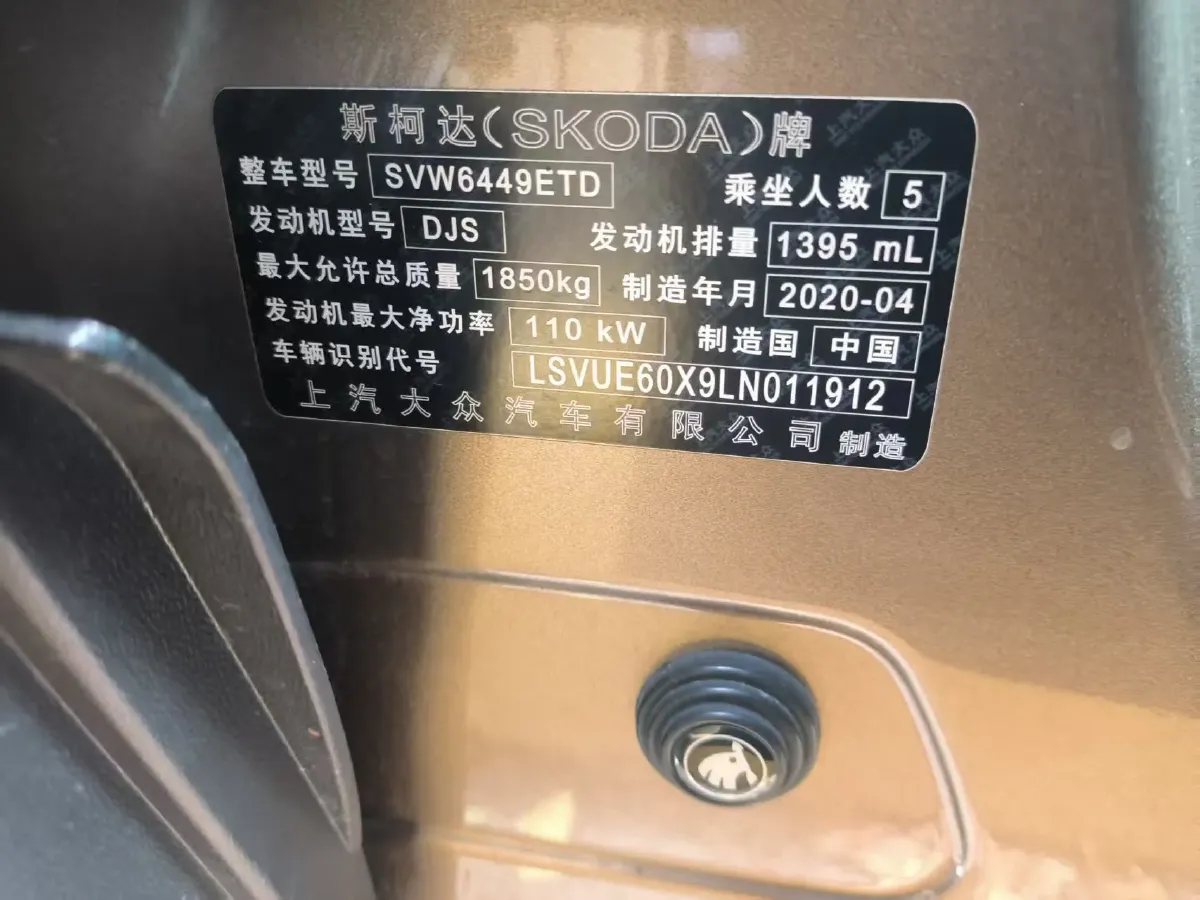 斯柯达(SKODA)牌
整车型号 SVW6449ETD 乘坐人数 5
发动机型号 DJS 发动机排量 1395 mL
最大允许总质量 1850kg 制造年月 2020-04
发动机最大净功率 110 kW 制造国 中国
车辆识别代号 LSVUE60X9LN011912
上汽大众汽车有限公司 制造